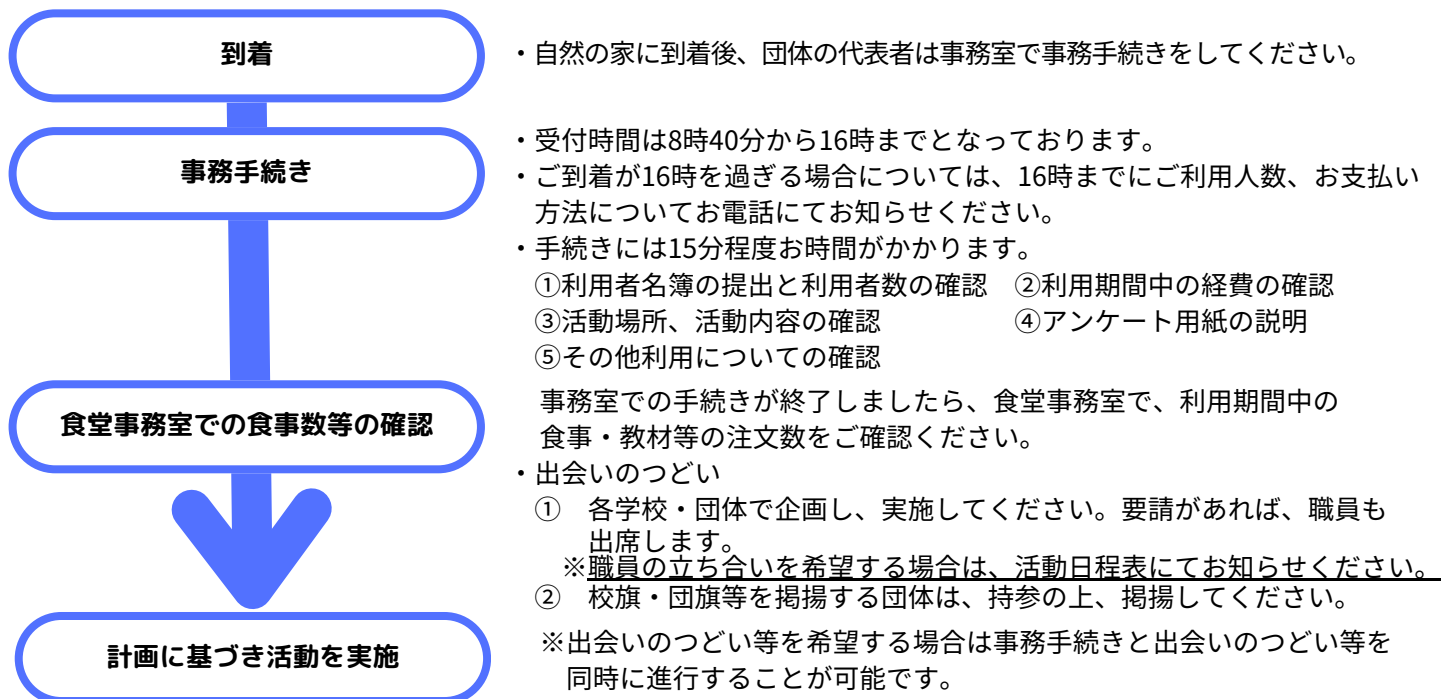 到着
・自然の家に到着後、団体の代表者は事務室で事務手続きをしてください。
事務手続き
・受付時間は8時40分から16時までとなっております。
・ご到着が16時を過ぎる場合については、16時までにご利用人数、お支払い
方法についてお電話にてお知らせください。
・手続きには15分程度お時間がかかります。
①利用者名簿の提出と利用者数の確認　②利用期間中の経費の確認
③活動場所、活動内容の確認　④アンケート用紙の説明
⑤その他利用についての確認
食堂事務室での食事数等の確認
事務室での手続きが終了しましたら、食堂事務室で、利用期間中の
食事・教材等の注文数をご確認ください。
・出会いのつどい
①　各学校・団体で企画し、実施してください。要請があれば、職員も
出席します。
※職員の立ち合いを希望する場合は、活動日程表にてお知らせください。
②　校旗・団旗等を掲揚する団体は、持参の上、掲揚してください。
計画に基づき活動を実施
※出会いのつどい等を希望する場合は事務手続きと出会いのつどい等を
同時に進行することが可能です。